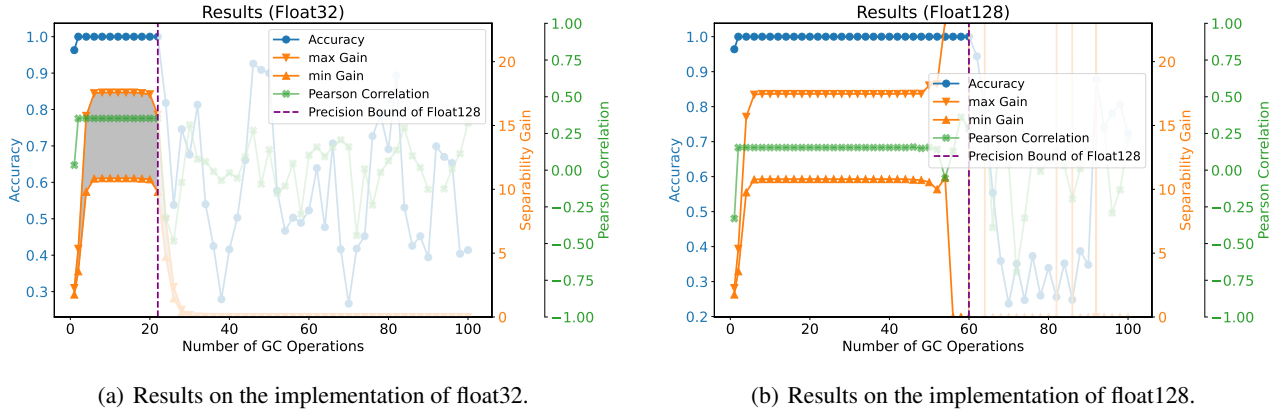 Results (Float32)
1.0
0.9
0.8
0.7
0.6
0.5
0.4
0.3
Accuracy
0
20
40
60
80
100
Number of GC Operations
20
15
10
5
0
Separability Gain
1.00
0.75
0.50
0.25
0.00
−0.25
−0.50
−0.75
−1.00
Pearson Correlation
Accuracy
max Gain
min Gain
Pearson Correlation
Precision Bound of Float128
(a) Results on the implementation of float32.
Results (Float128)
1.0
0.9
0.8
0.7
0.6
0.5
0.4
0.3
0.2
Accuracy
0
20
40
60
80
100
Number of GC Operations
20
15
10
5
0
Separability Gain
1.00
0.75
0.50
0.25
0.00
−0.25
−0.50
−0.75
−1.00
Pearson Correlation
Accuracy
max Gain
min Gain
Pearson Correlation
Precision Bound of Float128
(b) Results on the implementation of float128.